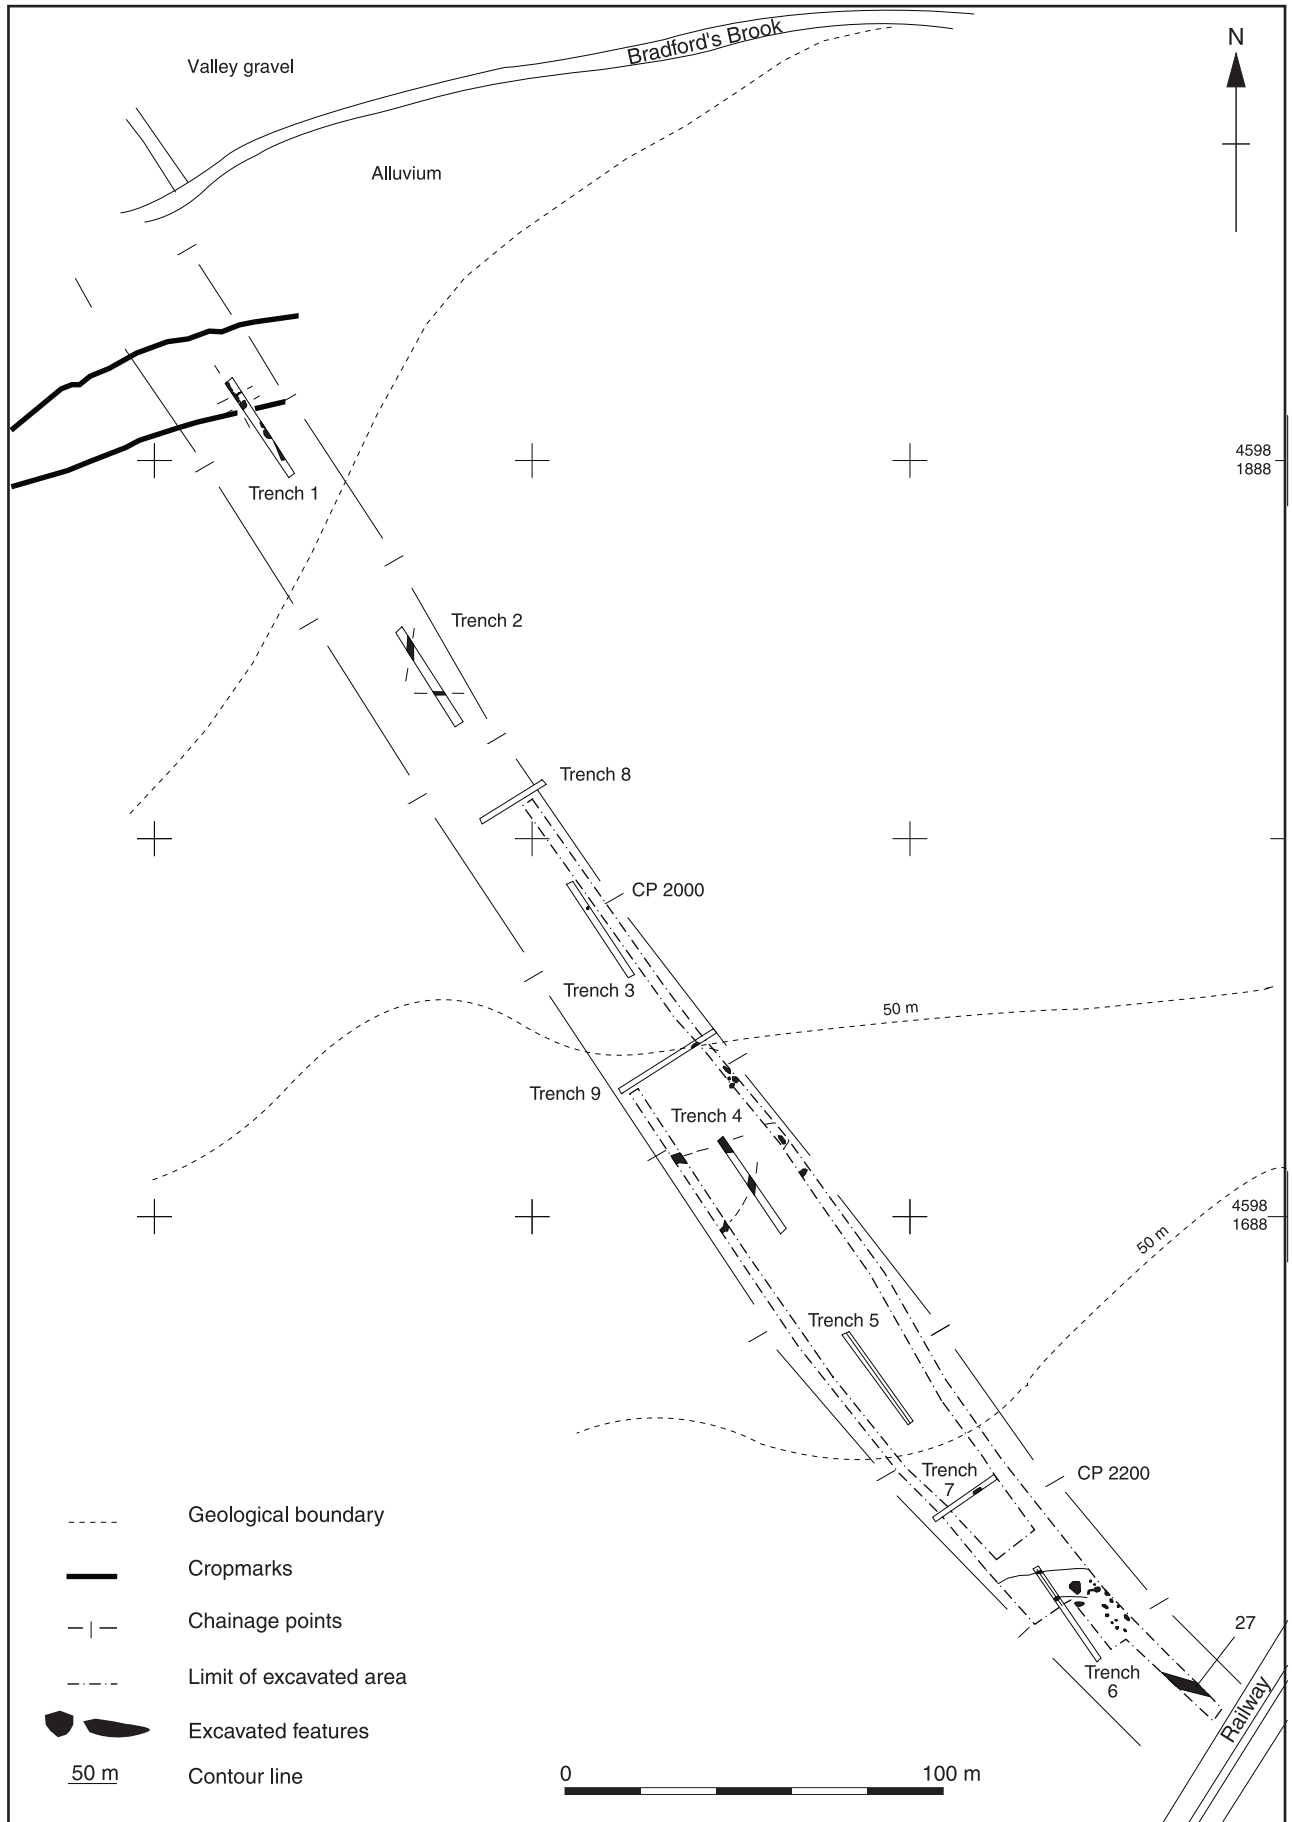 Bradford's Brook
N
Valley gravel
Alluvium
4598
1888
Trench 1
Trench 2
Trench 8
CP 2000
Trench 3
50 m
Trench 9
Trench 4
4598
1688
50 m
Trench 5
Trench
7
CP 2200
27
Trench
6
Railway
Geological boundary
Cropmarks
Chainage points
Limit of excavated area
Excavated features
50 m Contour line
0 100 m